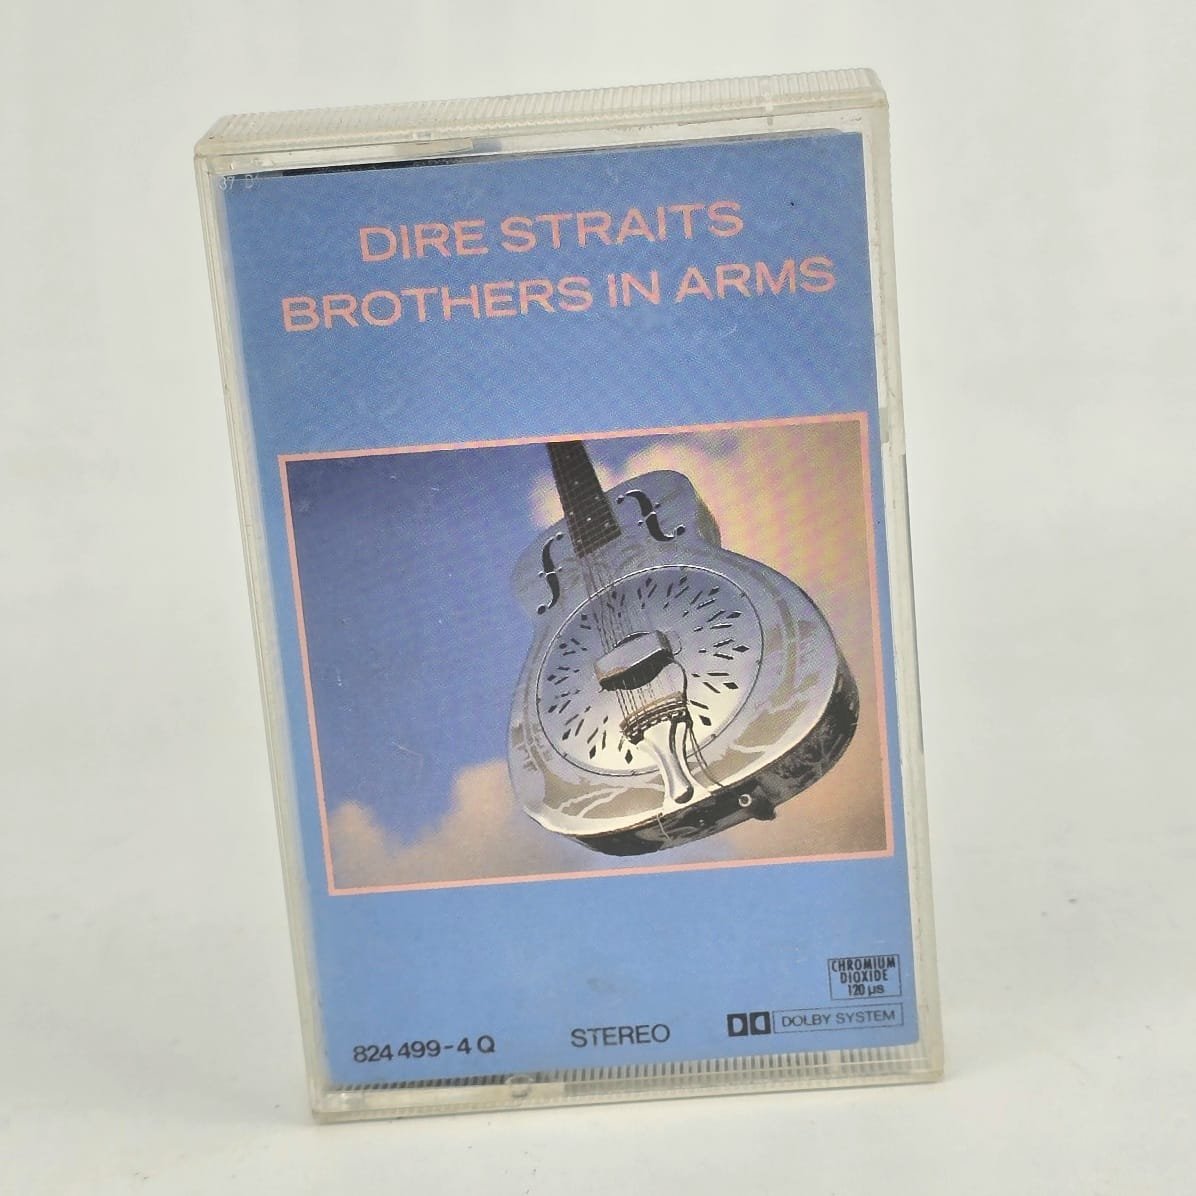 DIRE STRAITS
BROTHERS IN ARMS
CHROMIUM
DIOXIDE
120 µs
824 499-4 Q
STEREO
DOLBY SYSTEM